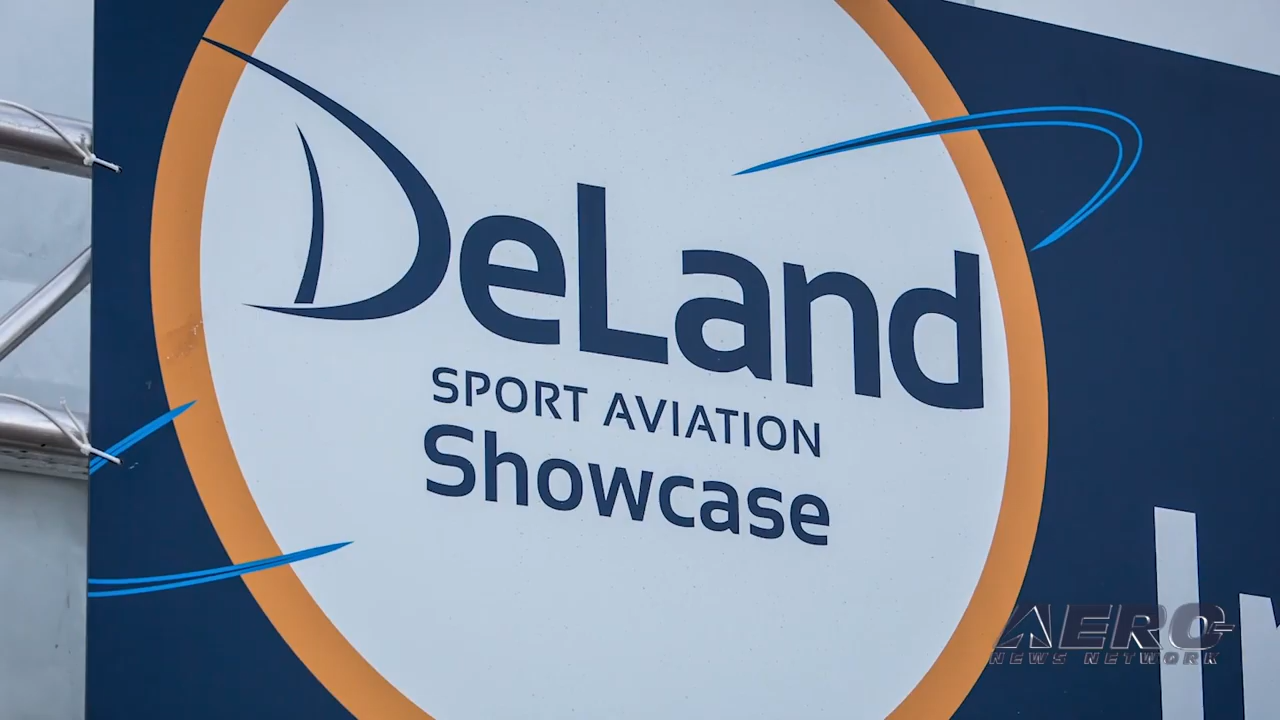 DeLand
SPORT AVIATION
Showcase
AERO
NEWS NETWORK